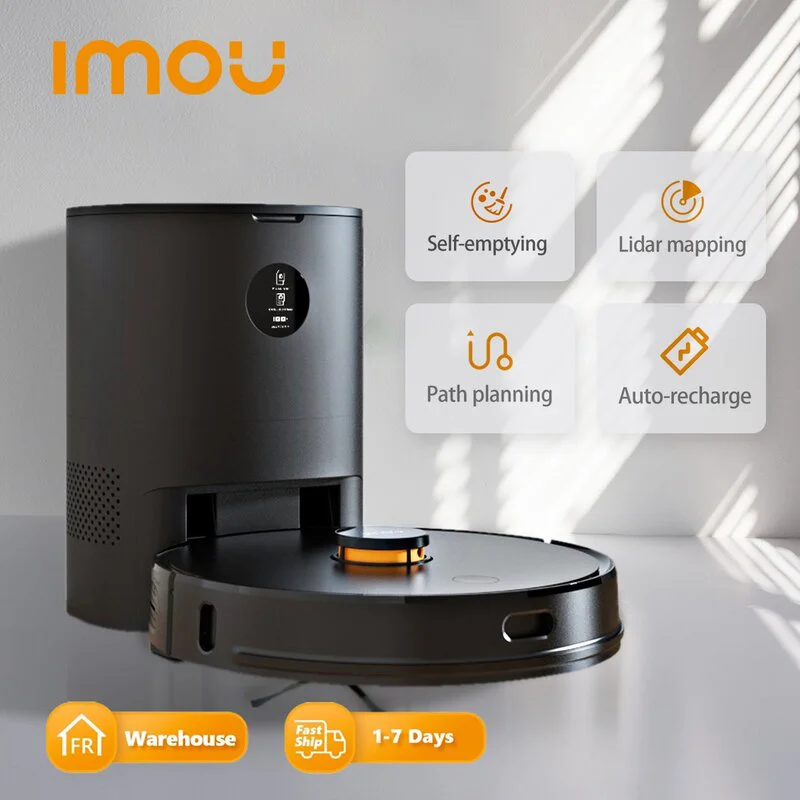 Imou
Self-emptying
Lidar mapping
Path planning
Auto-recharge
FR
Warehouse
Fast
Ship
1-7 Days